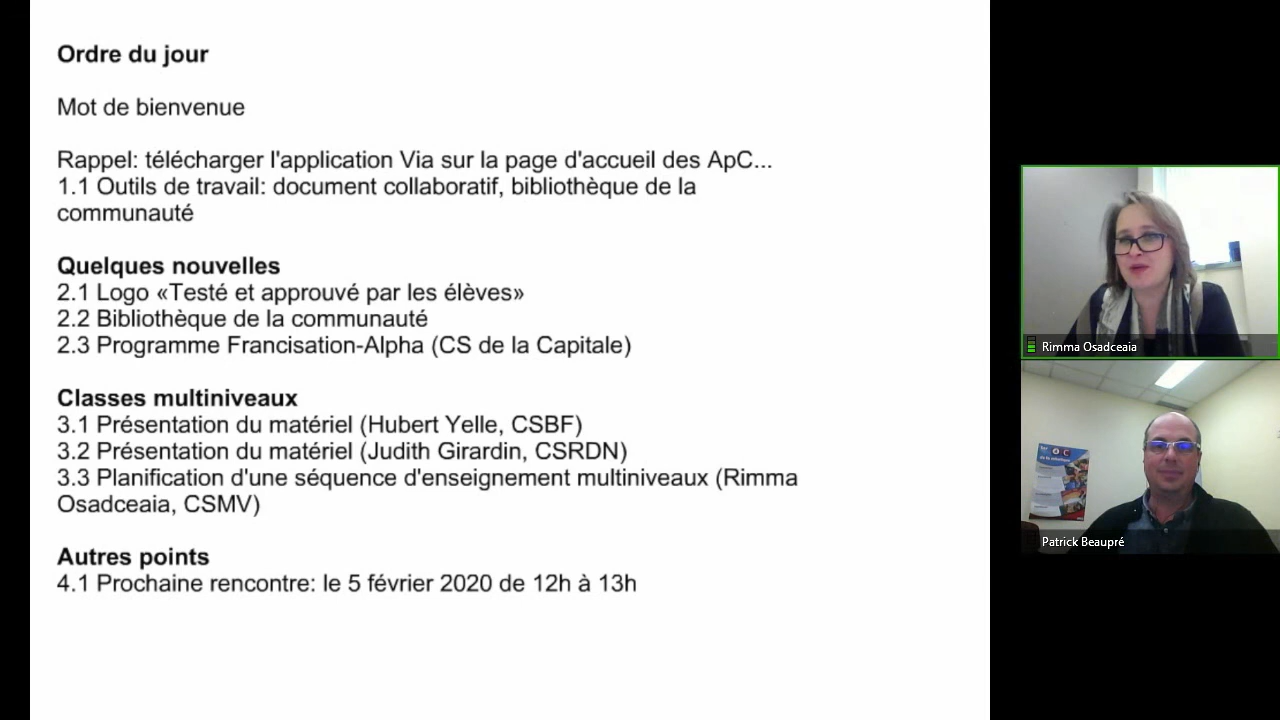 Ordre du jour
Mot de bienvenue
Rappel: télécharger l'application Via sur la page d'accueil des ApC...
1.1 Outils de travail: document collaboratif, bibliothèque de la
communauté
Quelques nouvelles
2.1 Logo «Testé et approuvé par les élèves»
2.2 Bibliothèque de la communauté
2.3 Programme Francisation-Alpha (CS de la Capitale)
Classes multiniveaux
3.1 Présentation du matériel (Hubert Yelle, CSBF)
3.2 Présentation du matériel (Judith Girardin, CSRDN)
3.3 Planification d'une séquence d'enseignement multiniveaux (Rimma
Osadceaia, CSMV)
Autres points
4.1 Prochaine rencontre: le 5 février 2020 de 12h à 13h
Rimma Osadceaia
Patrick Beaupré